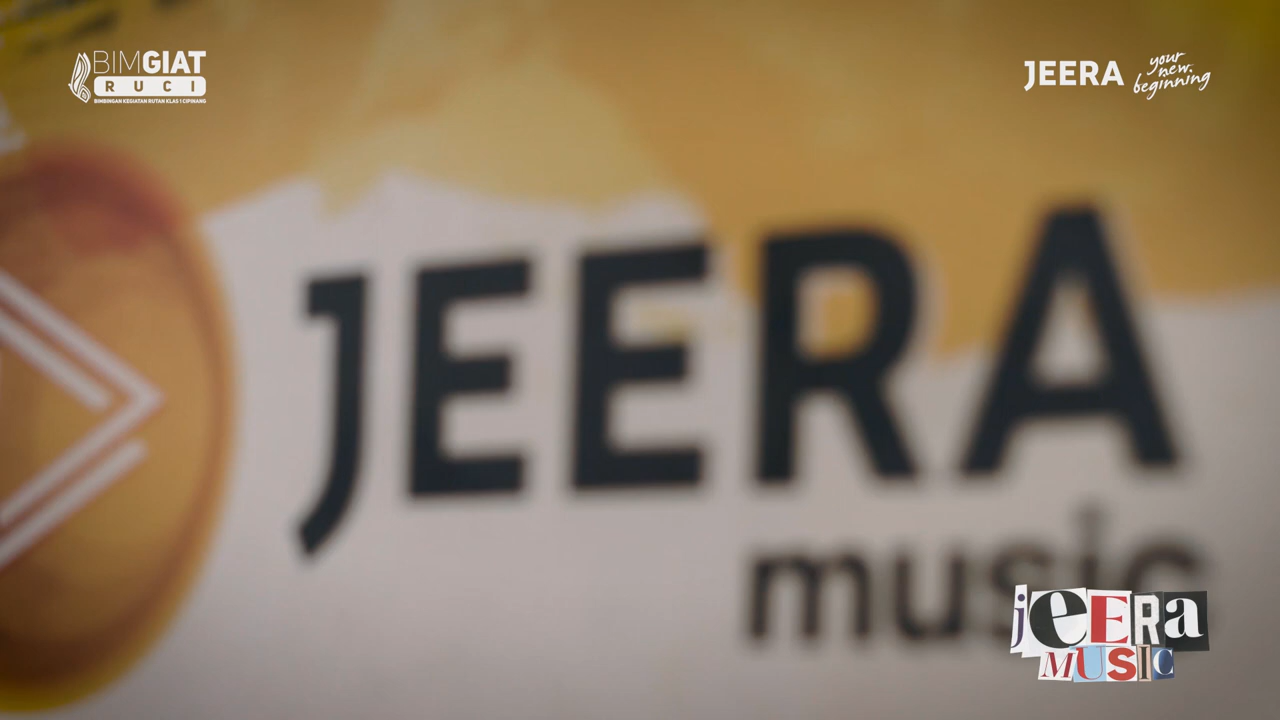 BIMGIAT
RUCI
BIMBINGAN KEGIATAN RUTAN KLAS 1 CIPINANG
JEERA
your
new.
beginning
JEERA
music
jeeRa
MUSIC